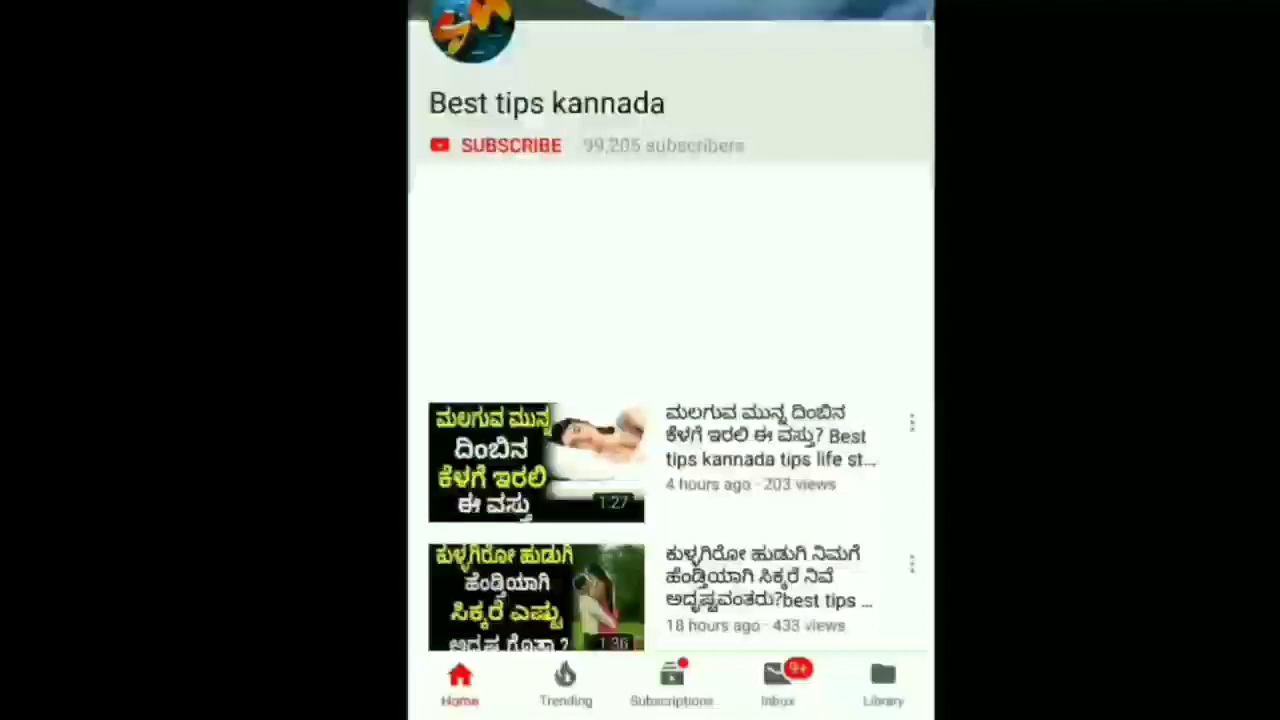 Best tips kannada
SUBSCRIBE 99,205 subscribers
ಮಲಗುವ ಮುನ್ನ
ದಿಂಬಿನ
ಕೆಳಗೆ ಇರಲಿ
ಈ ವಸ್ತು
1:27
ಮಲಗುವ ಮುನ್ನ ದಿಂಬಿನ
ಕೆಳಗೆ ಇರಲಿ ಈ ವಸ್ತು? Best
tips kannada tips life st...
4 hours ago · 203 views
ಕುಳ್ಳಗಿರೋ ಹುಡುಗಿ
ಹೆಂಡ್ತಿಯಾಗಿ
ಸಿಕ್ಕರೆ ಎಷ್ಟು
ಅದೃಷ್ಟ ಗೊತ್ತಾ?
1:36
ಕುಳ್ಳಗಿರೋ ಹುಡುಗಿ ನಿಮಗೆ
ಹೆಂಡ್ತಿಯಾಗಿ ಸಿಕ್ಕರೆ ನಿವೆ
ಅದೃಷ್ಟವಂತರು?best tips ...
18 hours ago · 433 views
Home Trending Subscriptions Inbox 9+ Library